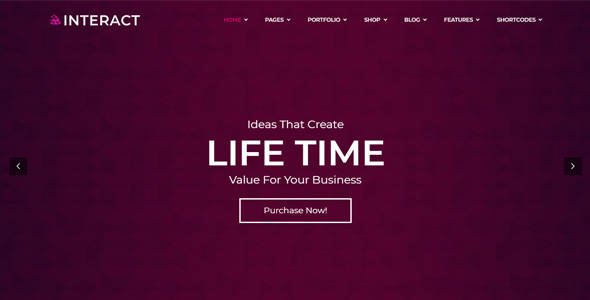 INTERACT
HOME PAGES PORTFOLIO SHOP BLOG FEATURES SHORTCODES
Ideas That Create
LIFE TIME
Value For Your Business
Purchase Now!